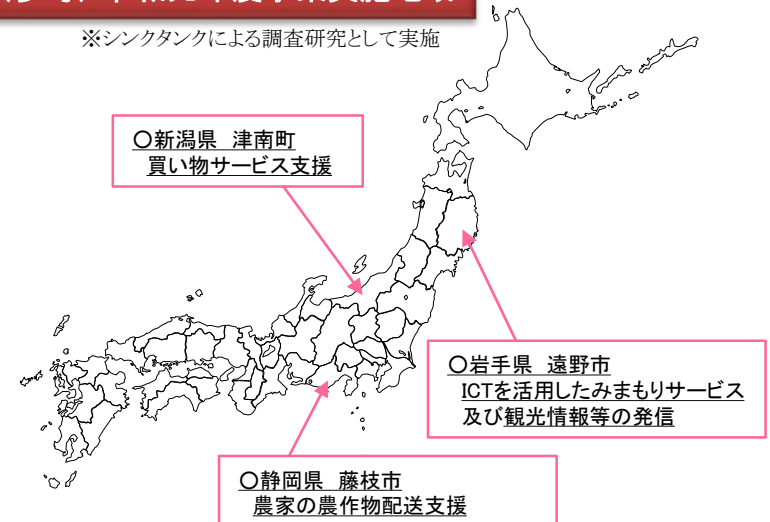 ※シンクタンクによる調査研究として実施
〇新潟県 津南町
買い物サービス支援
〇岩手県 遠野市
ICTを活用したみまもりサービス
及び観光情報等の発信
〇静岡県 藤枝市
農家の農作物配送支援